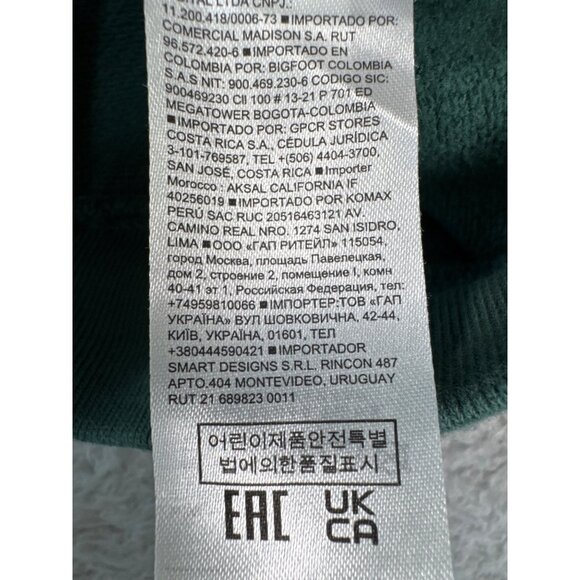 LTDA CNPJ:
11.200.418/0006-73 ■IMPORTADO POR:
COMERCIAL MADISON S.A. RUT
96.572.420-6 ■IMPORTADO EN
COLOMBIA POR: BIGFOOT COLOMBIA
S.A.S NIT: 900.469.230-6 CODIGO SIC:
900469230 CII 100 # 13-21 P 701 ED
MEGATOWER BOGOTA-COLOMBIA
■IMPORTADO POR: GPCR STORES
COSTA RICA S.A., CÉDULA JURÍDICA
3-101-769587, TEL +(506) 4404-3700,
SAN JOSÉ, COSTA RICA ■Importer
Morocco : AKSAL CALIFORNIA IF
40256019 ■IMPORTADO POR KOMAX
PERÚ SAC RUC 20516463121 AV.
CAMINO REAL NRO. 1274 SAN ISIDRO,
LIMA ■ООО «ГАП РИТЕЙЛ» 115054,
город Москва, площадь Павелецкая,
дом 2, строение 2, помещение I, комн
40-41 эт 1, Российская Федерация, тел:
+74959810066 ■ІМПОРТЕР:ТОВ «ГАП
УКРАЇНА» ВУЛ ШОВКОВИЧНА, 42-44,
КИЇВ, УКРАЇНА, 01601, ТЕЛ
+380444590421 ■IMPORTADOR
SMART DESIGNS S.R.L. RINCON 487
APTO.404 MONTEVIDEO, URUGUAY
RUT 21 689823 0011
어린이제품안전특별
법에의한품질표시
EAC UK
CA